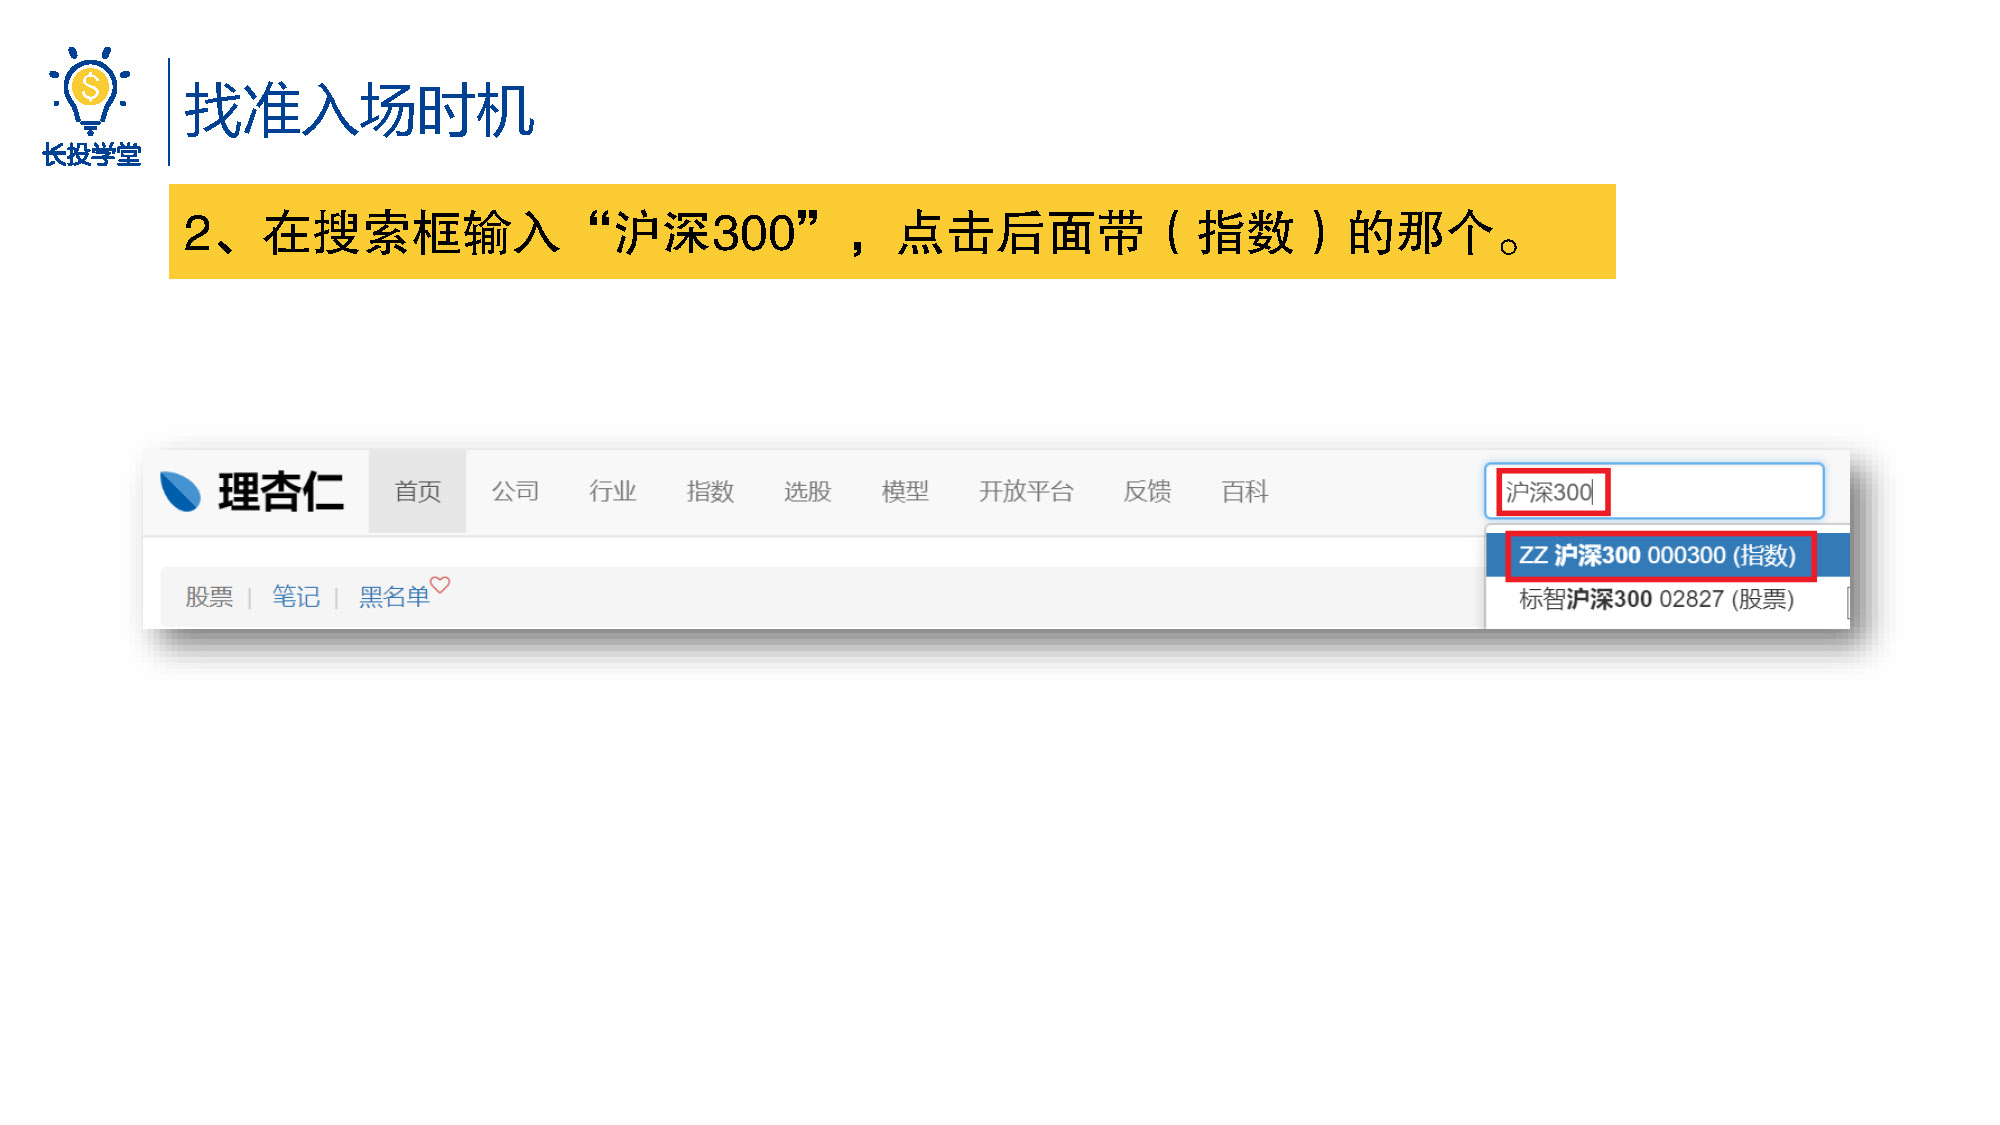 长投学堂
找准入场时机
2、在搜索框输入“沪深300”，点击后面带（指数）的那个。
理杏仁 首页 公司 行业 指数 选股 模型 开放平台 反馈 百科 沪深300
ZZ 沪深300 000300 (指数)
股票 | 笔记 | 黑名单
标智沪深300 02827 (股票)